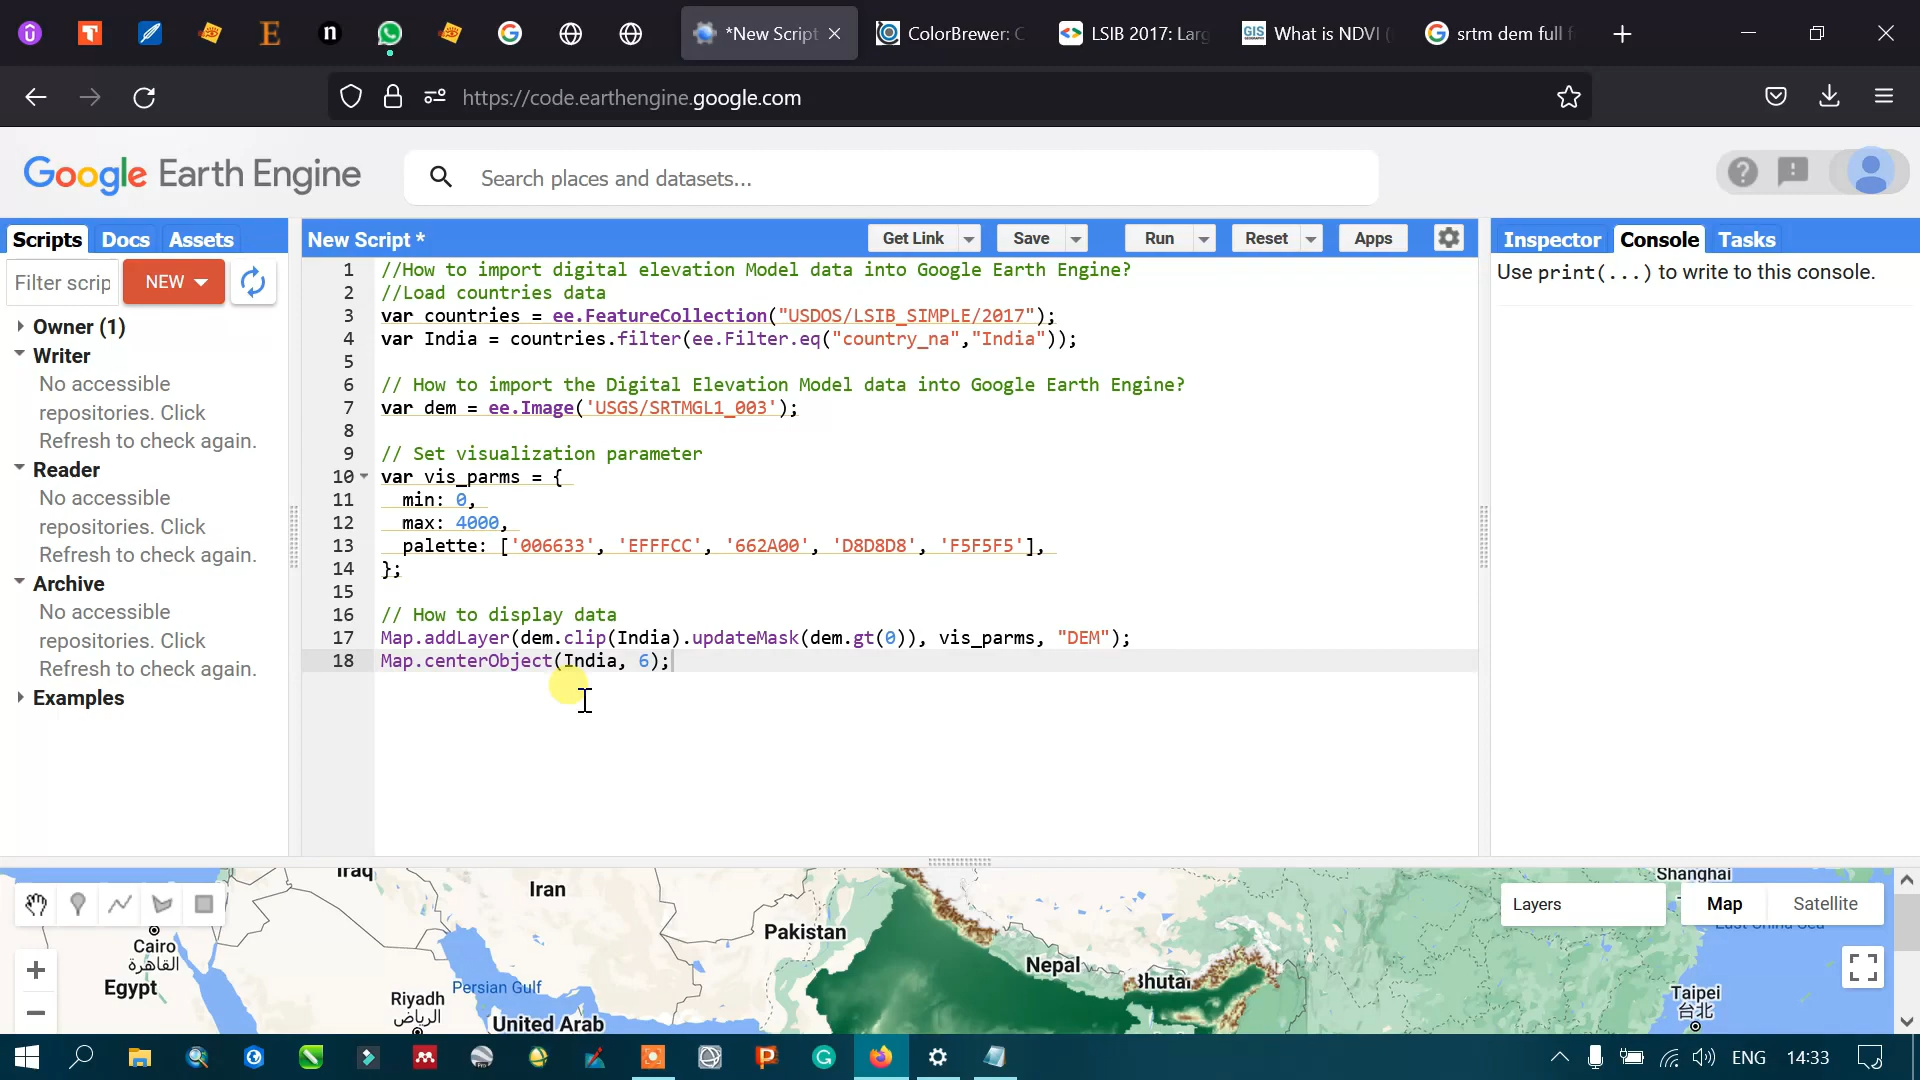 *New Script
ColorBrewer: C
LSIB 2017: Larg
What is NDVI (
srtm dem full f
https://code.earthengine.google.com
Google Earth Engine
Search places and datasets...
Scripts Docs Assets
New Script *
Get Link
Save
Run
Reset
Apps
Inspector Console Tasks
Filter scrip
NEW
Owner (1)
Writer
No accessible
repositories. Click
Refresh to check again.
Reader
No accessible
repositories. Click
Refresh to check again.
Archive
No accessible
repositories. Click
Refresh to check again.
Examples
1 //How to import digital elevation Model data into Google Earth Engine?
2 //Load countries data
3 var countries = ee.FeatureCollection("USDOS/LSIB_SIMPLE/2017");
4 var India = countries.filter(ee.Filter.eq("country_na","India"));
5
6 // How to import the Digital Elevation Model data into Google Earth Engine?
7 var dem = ee.Image('USGS/SRTMGL1_003');
8
9 // Set visualization parameter
10 var vis_parms = {
11 min: 0,
12 max: 4000,
13 palette: ['006633', 'EFFFCC', '662A00', 'D8D8D8', 'F5F5F5'],
14 };
15
16 // How to display data
17 Map.addLayer(dem.clip(India).updateMask(dem.gt(0)), vis_parms, "DEM");
18 Map.centerObject(India, 6);
Use print(...) to write to this console.
Iraq
Iran
Pakistan
Nepal
Bhutan
Shanghai
Layers
Map
Satellite
East China Sea
Cairo
القاهرة
Egypt
Persian Gulf
Riyadh
الرياض
United Arab
Taipei
台北
ENG
14:33